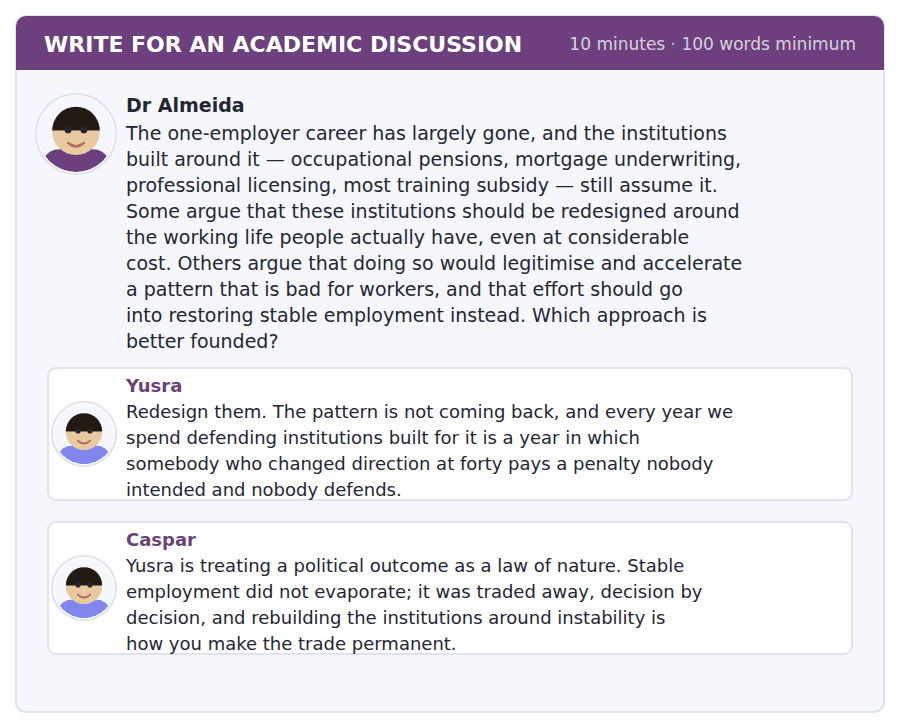 WRITE FOR AN ACADEMIC DISCUSSION
10 minutes · 100 words minimum
Dr Almeida
The one-employer career has largely gone, and the institutions
built around it — occupational pensions, mortgage underwriting,
professional licensing, most training subsidy — still assume it.
Some argue that these institutions should be redesigned around
the working life people actually have, even at considerable
cost. Others argue that doing so would legitimise and accelerate
a pattern that is bad for workers, and that effort should go
into restoring stable employment instead. Which approach is
better founded?
Yusra
Redesign them. The pattern is not coming back, and every year we
spend defending institutions built for it is a year in which
somebody who changed direction at forty pays a penalty nobody
intended and nobody defends.
Caspar
Yusra is treating a political outcome as a law of nature. Stable
employment did not evaporate; it was traded away, decision by
decision, and rebuilding the institutions around instability is
how you make the trade permanent.